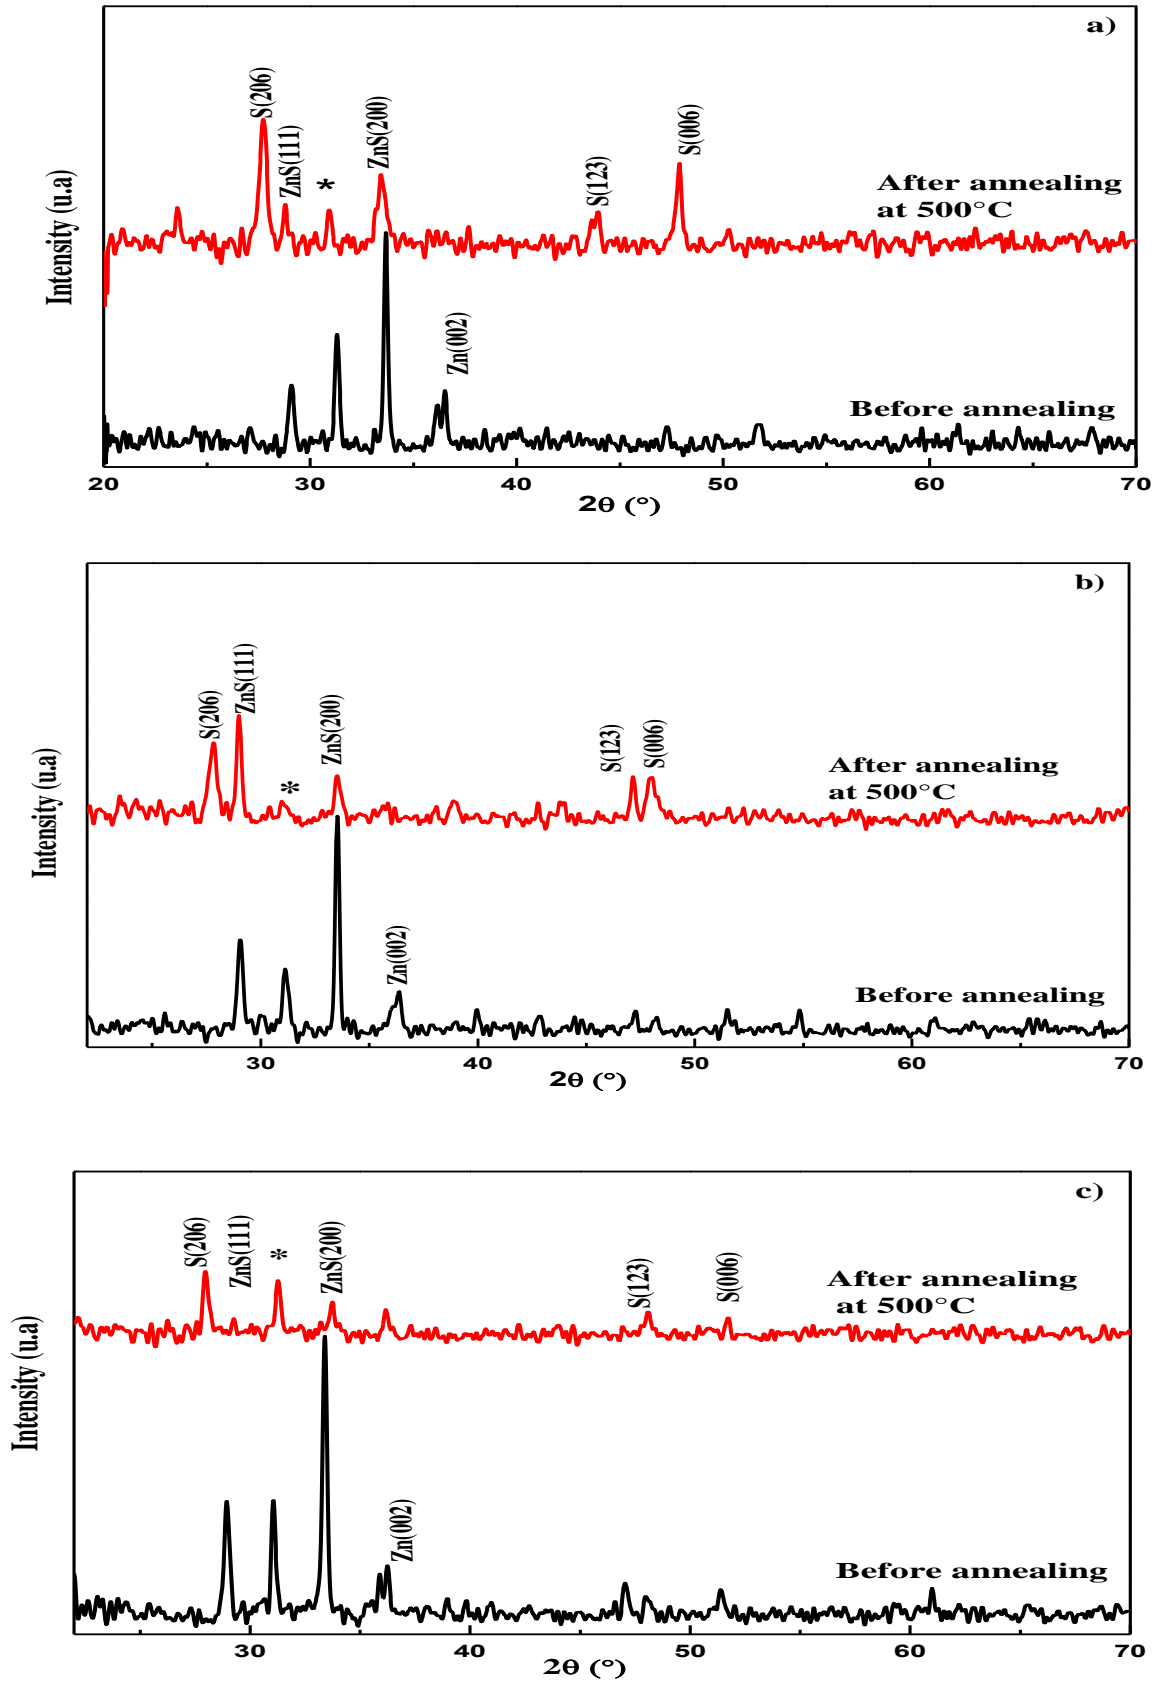 a)
S(206)
ZnS(111)
*
ZnS(200)
S(123)
S(006)
After annealing
at 500°C
Intensity (u.a)
Zn(002)
Before annealing
20 30 40 50 60 70
2θ (°)
b)
S(206)
ZnS(111)
*
ZnS(200)
S(123)
S(006)
After annealing
at 500°C
Intensity (u.a)
Zn(002)
Before annealing
30 40 50 60 70
2θ (°)
c)
S(206)
ZnS(111)
*
ZnS(200)
S(123)
S(006)
After annealing
at 500°C
Intensity (u.a)
Zn(002)
Before annealing
30 40 50 60 70
2θ (°)